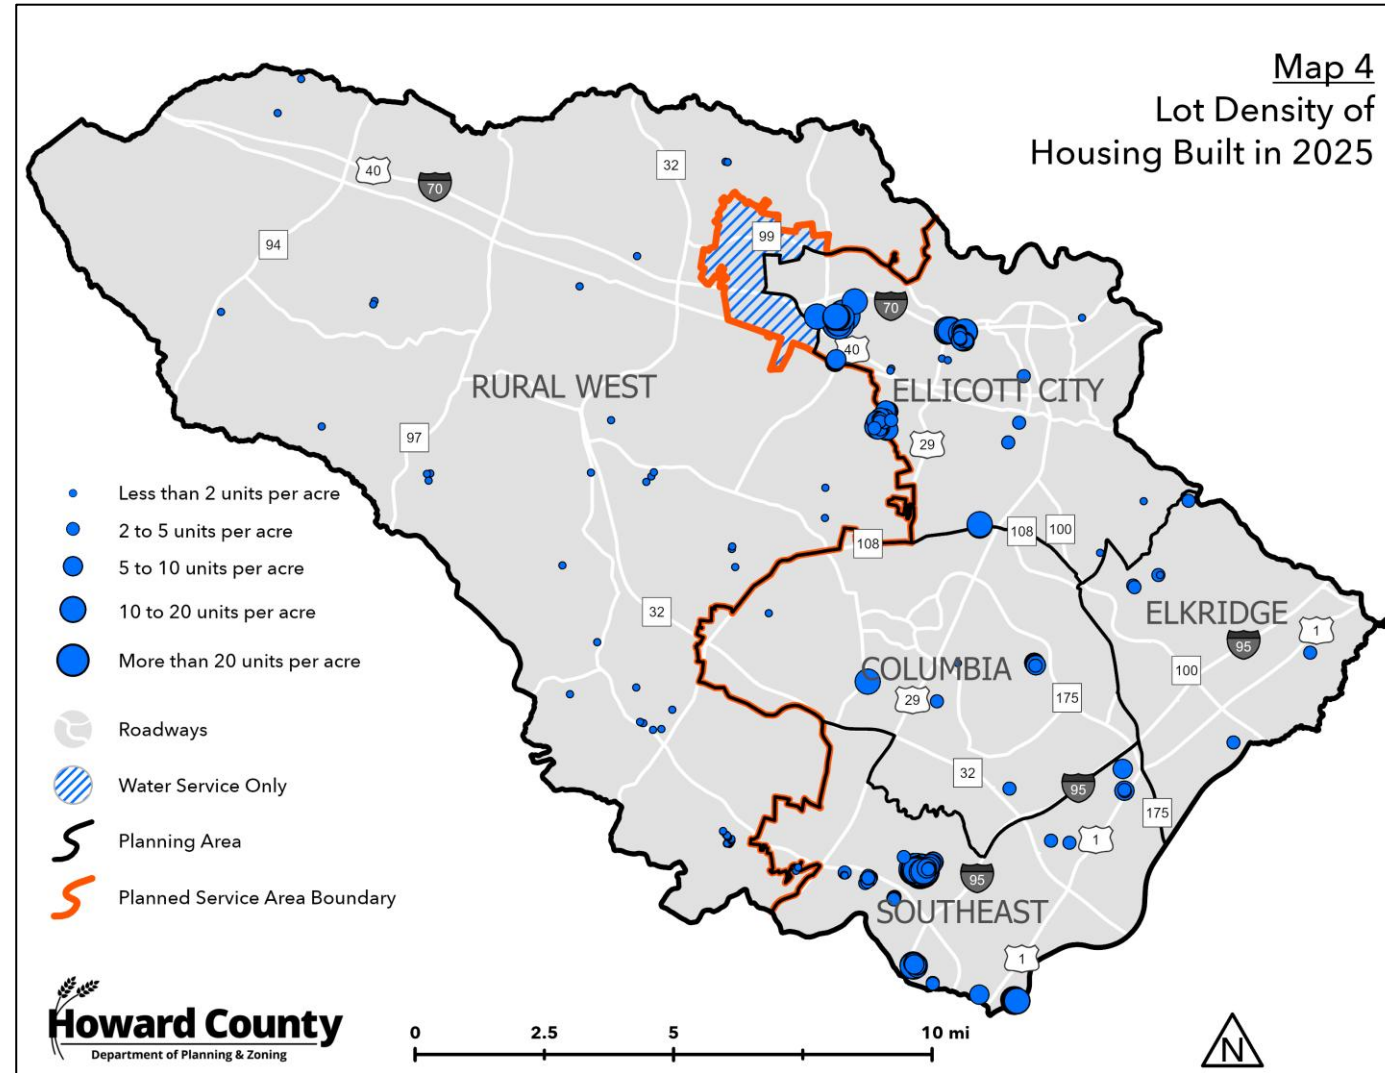 Map 4
Lot Density of
Housing Built in 2025
40
70
32
94
99
70
40
RURAL WEST
ELLICOTT CITY
97
29
Less than 2 units per acre
2 to 5 units per acre
5 to 10 units per acre
10 to 20 units per acre
More than 20 units per acre
108
108
100
32
ELKRIDGE
1
95
COLUMBIA
100
29
175
Roadways
Water Service Only
Planning Area
Planned Service Area Boundary
32
95
175
1
95
SOUTHEAST
1
Howard County
Department of Planning & Zoning
0
2.5
5
10 mi
N